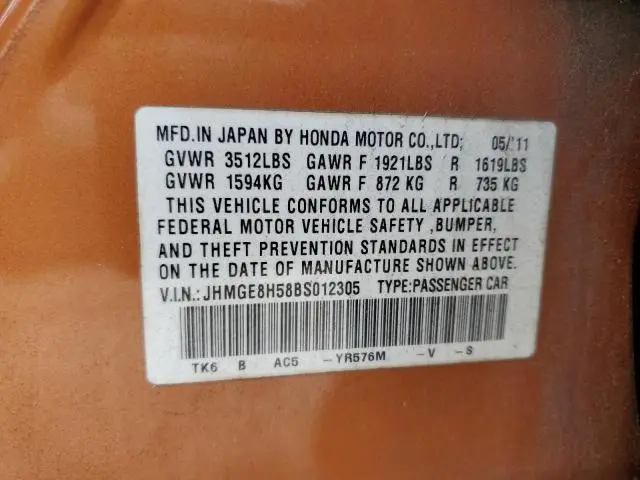 MFD.IN JAPAN BY HONDA MOTOR CO.,LTD; 05/'11
GVWR 3512LBS GAWR F 1921LBS R 1619LBS
GVWR 1594KG GAWR F 872 KG R 735 KG
THIS VEHICLE CONFORMS TO ALL APPLICABLE
FEDERAL MOTOR VEHICLE SAFETY ,BUMPER,
AND THEFT PREVENTION STANDARDS IN EFFECT
ON THE DATE OF MANUFACTURE SHOWN ABOVE.
V.I.N.: JHMGE8H58BS012305 TYPE:PASSENGER CAR
TK6 B AC5 -YR576M -V -S